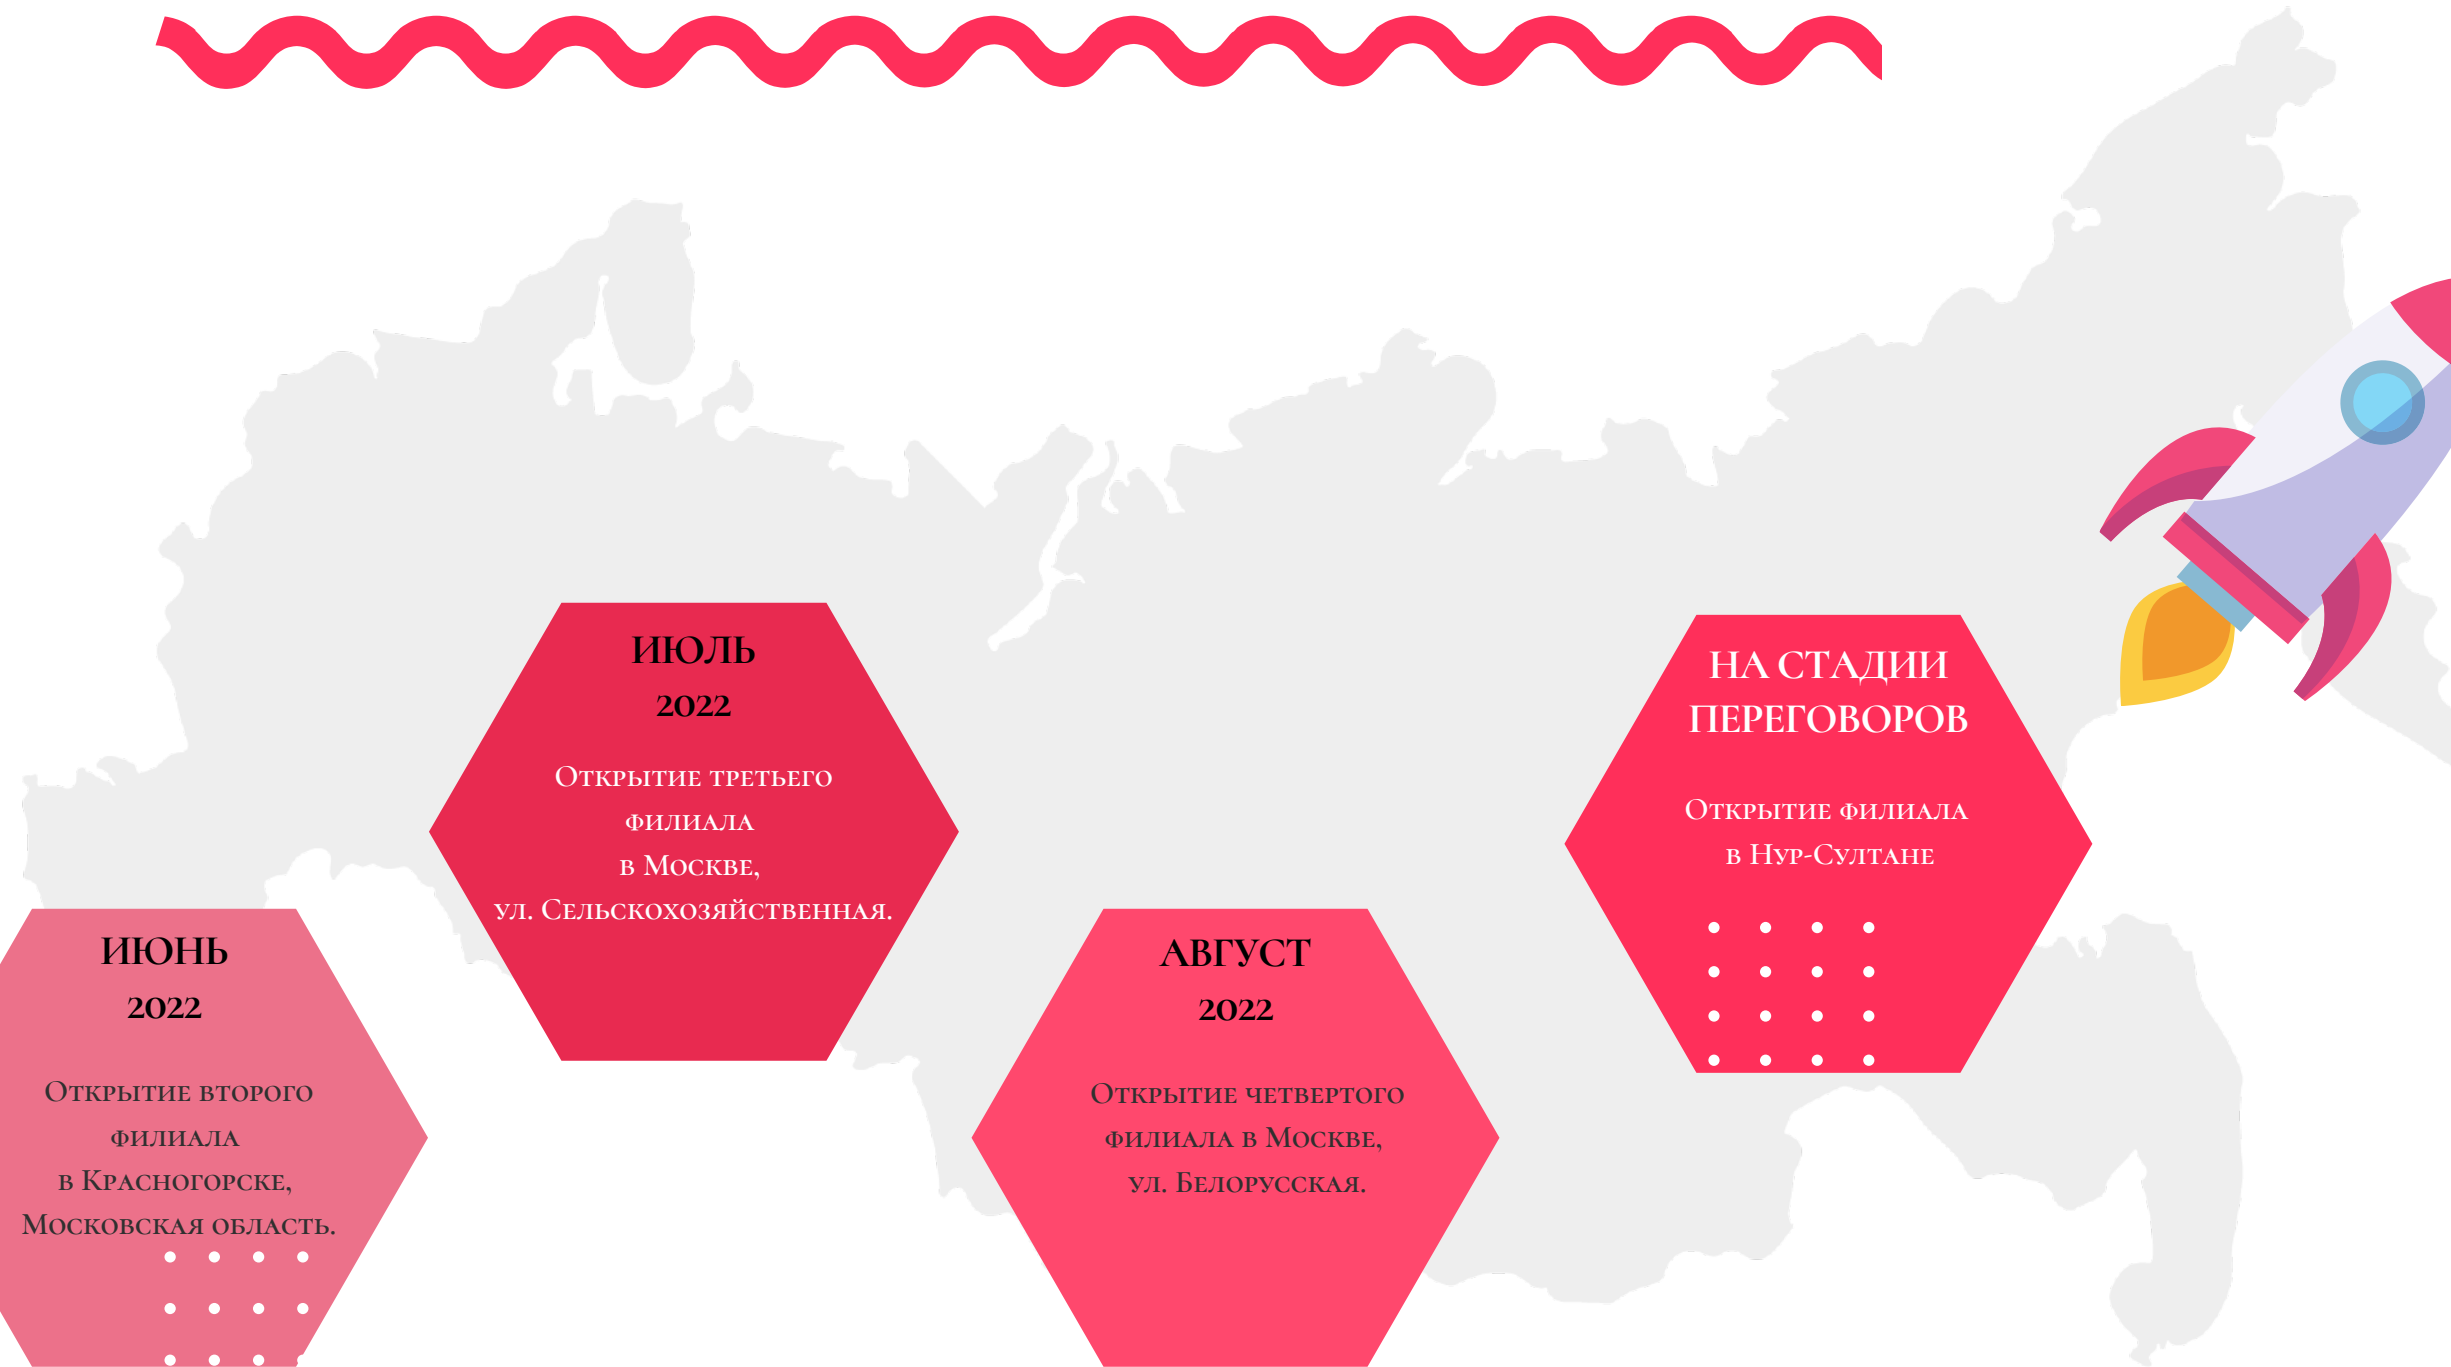 ИЮНЬ
2022
Открытие второго
филиала
в Красногорске,
Московская область.
ИЮЛЬ
2022
Открытие третьего
филиала
в Москве,
ул. Сельскохозяйственная.
АВГУСТ
2022
Открытие четвертого
филиала в Москве,
ул. Белорусская.
НА СТАДИИ
ПЕРЕГОВОРОВ
Открытие филиала
в Нур-Султане